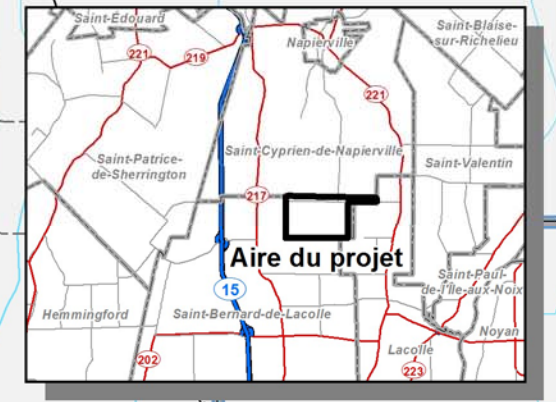 Saint-Édouard
Saint-Blaise-
sur-Richelieu
221
219
Napierville
221
Saint-Patrice-
de-Sherrington
Saint-Cyprien-de-Napierville
Saint-Valentin
217
Aire du projet
15
Saint-Paul-
de-l'Île-aux-Noix
Hemmingford
Saint-Bernard-de-Lacolle
Noyan
Lacolle
202
223